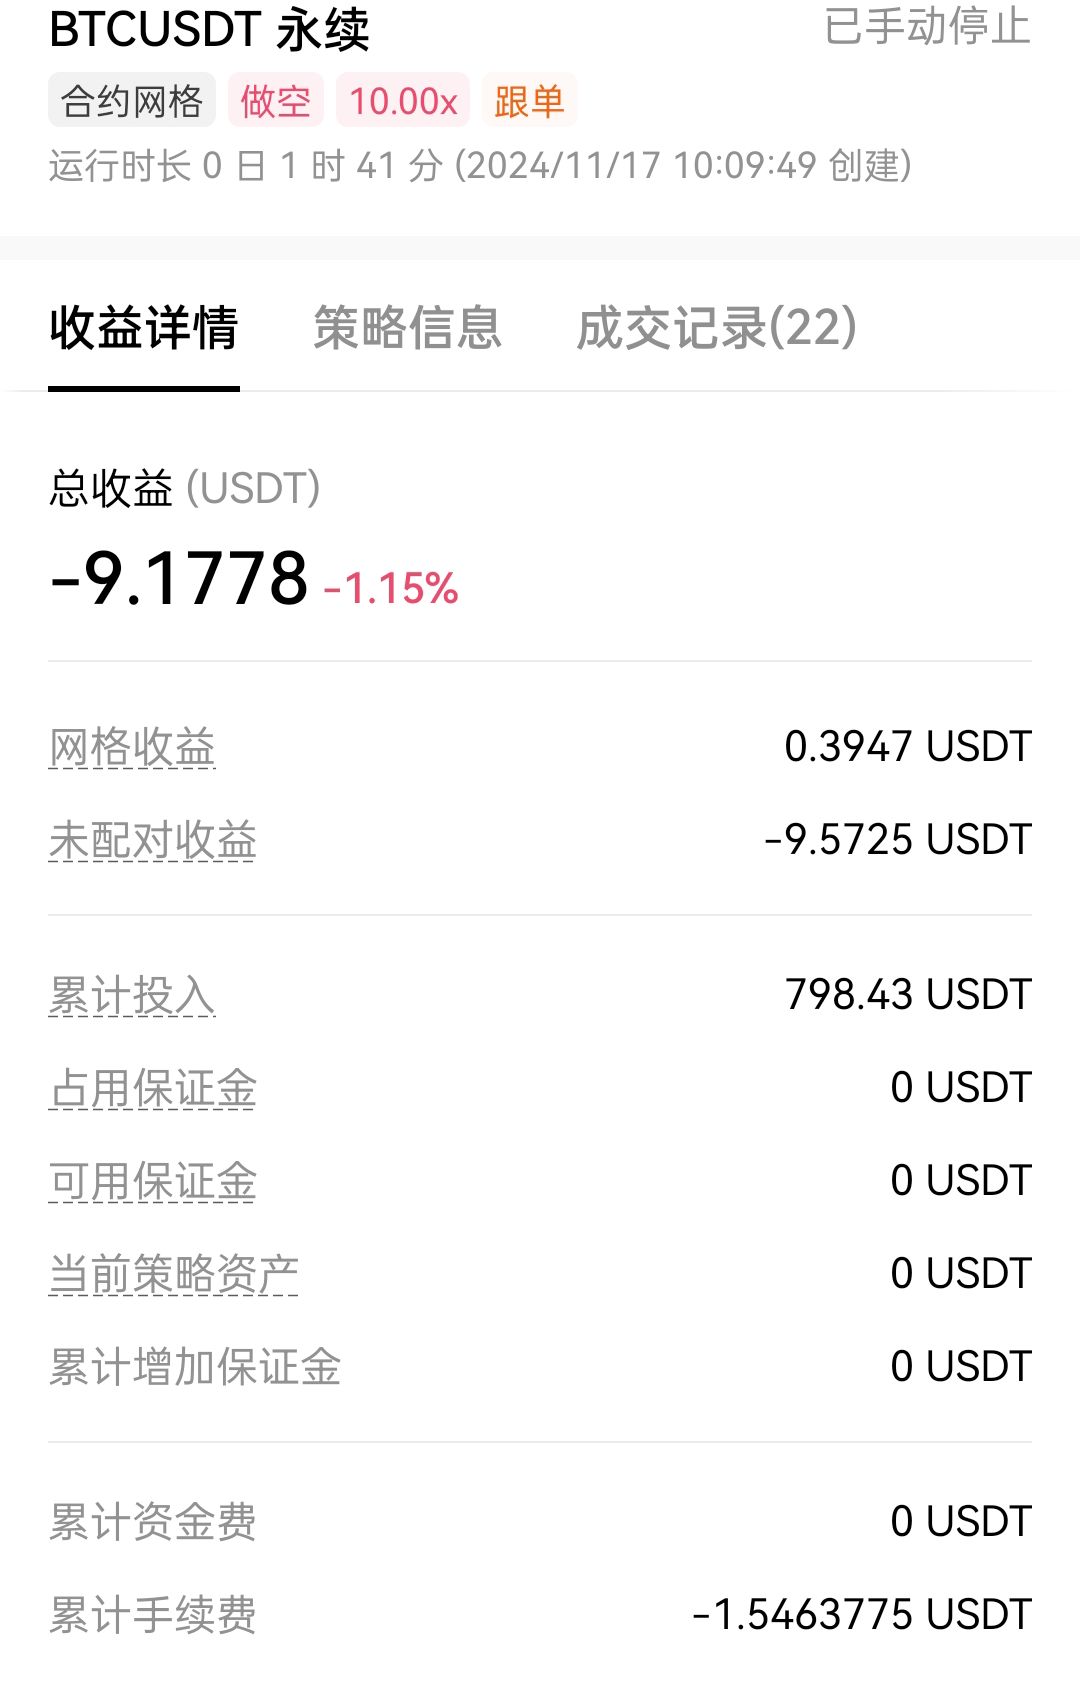 BTCUSDT 永续 已手动停止
合约网格 做空 10.00x 跟单
运行时长 0 日 1 时 41 分 (2024/11/17 10:09:49 创建)
收益详情 策略信息 成交记录(22)
总收益 (USDT)
-9.1778 -1.15%
网格收益 0.3947 USDT
未配对收益 -9.5725 USDT
累计投入 798.43 USDT
占用保证金 0 USDT
可用保证金 0 USDT
当前策略资产 0 USDT
累计增加保证金 0 USDT
累计资金费 0 USDT
累计手续费 -1.5463775 USDT